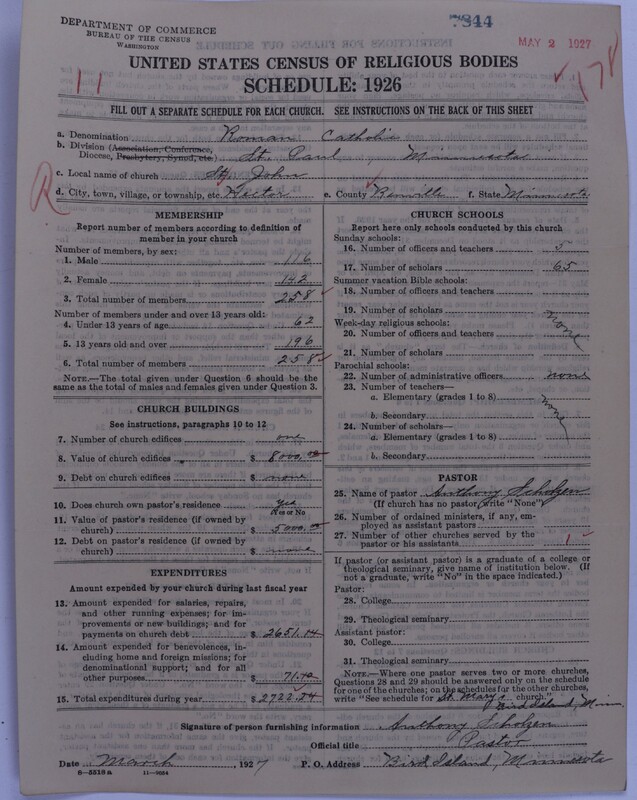 DEPARTMENT OF COMMERCE
BUREAU OF THE CENSUS
WASHINGTON
7844
MAY 2 1927
178
11
UNITED STATES CENSUS OF RELIGIOUS BODIES
SCHEDULE: 1926
FILL OUT A SEPARATE SCHEDULE FOR EACH CHURCH. SEE INSTRUCTIONS ON THE BACK OF THIS SHEET
a. Denomination Roman Catholic
b. Division (Association, Conference,
Diocese, Presbytery, Synod, etc.) St. Paul Minnesota
c. Local name of church St. John
R
d. City, town, village, or township, etc. Hector e. County Renville f. State Minnesota
MEMBERSHIP
Report number of members according to definition of
member in your church
Number of members, by sex:
1. Male 116
2. Female 142
3. Total number of members 258
Number of members under and over 13 years old:
4. Under 13 years of age 62
5. 13 years old and over 196
6. Total number of members 258
NOTE.—The total given under Question 6 should be the
same as the total of males and females given under Question 3.
CHURCH BUILDINGS
See instructions, paragraphs 10 to 12
7. Number of church edifices one
8. Value of church edifices $ 8000.00
9. Debt on church edifices $ none
10. Does church own pastor's residence? yes
(Yes or No)
11. Value of pastor's residence (if owned by
church) $ 5000.00
12. Debt on pastor's residence (if owned by
church) $ none
EXPENDITURES
Amount expended by your church during last fiscal year
13. Amount expended for salaries, repairs,
and other running expenses; for im-
provements or new buildings; and for
payments on church debt $ 2651.04
14. Amount expended for benevolences, in-
cluding home and foreign missions; for
denominational support; and for all
other purposes $ 71.40
15. Total expenditures during year $ 2722.54
CHURCH SCHOOLS
Report here only schools conducted by this church
Sunday schools:
16. Number of officers and teachers 5
17. Number of scholars 65
Summer vacation Bible schools:
18. Number of officers and teachers
19. Number of scholars none
Week-day religious schools:
20. Number of officers and teachers
21. Number of scholars
Parochial schools:
22. Number of administrative officers none
23. Number of teachers—
a. Elementary (grades 1 to 8) none
b. Secondary
24. Number of scholars—
a. Elementary (grades 1 to 8)
b. Secondary
PASTOR
25. Name of pastor Anthony Scholzen
(If church has no pastor, write "None")
26. Number of ordained ministers, if any, em-
ployed as assistant pastors
27. Number of other churches served by the
pastor or his assistants 1
If pastor (or assistant pastor) is a graduate of a college or
theological seminary, give name of institution below. (If
not a graduate, write "No" in the space indicated.)
Pastor:
28. College
29. Theological seminary
Assistant pastor:
30. College
31. Theological seminary
NOTE.—Where one pastor serves two or more churches,
Questions 28 and 29 should be answered only on the schedule
for one of the churches; on the schedules for the other churches,
write "See schedule for St. Mary's church."
Bird Island, Minn.
Signature of person furnishing information Anthony Scholzen
Official title Pastor
Date March, 1927 P. O. Address Bird Island, Minnesota
8—5518 a 11—9024